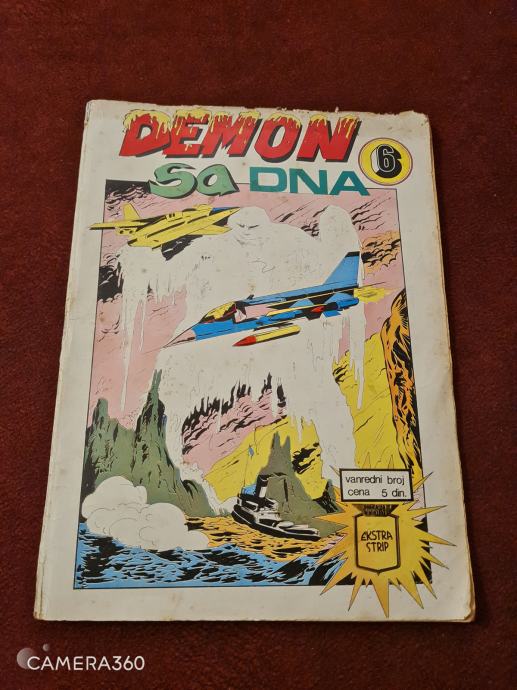 DEMON
sa DNA
6
vanredni broj
cena 5 din.
EKSTRA
STRIP
CAMERA360